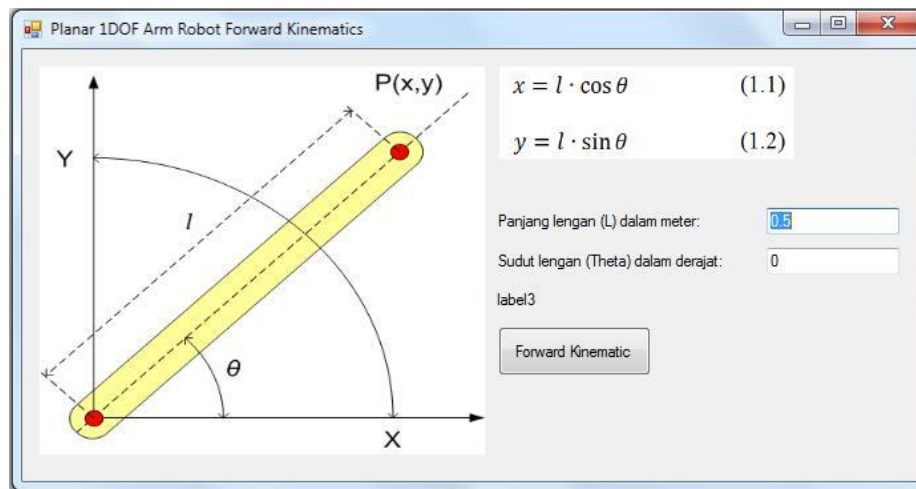 Planar 1DOF Arm Robot Forward Kinematics
P(x,y)
Y
l
θ
X
x = l · cos θ (1.1)
y = l · sin θ (1.2)
Panjang lengan (L) dalam meter: 0.5
Sudut lengan (Theta) dalam derajat: 0
label3
Forward Kinematic